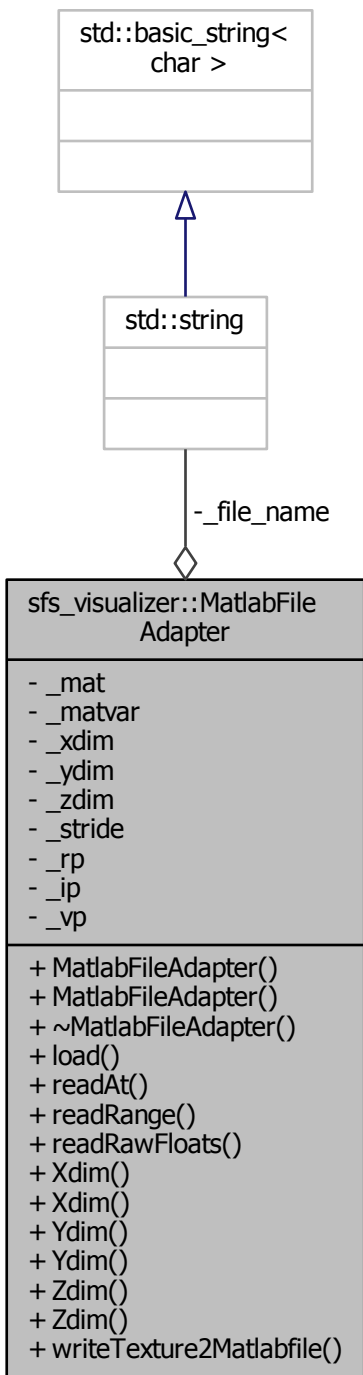 std::basic_string<
char >
std::string
-_file_name
sfs_visualizer::MatlabFile
Adapter
- _mat
- _matvar
- _xdim
- _ydim
- _zdim
- _stride
- _rp
- _ip
- _vp
+ MatlabFileAdapter()
+ MatlabFileAdapter()
+ ~MatlabFileAdapter()
+ load()
+ readAt()
+ readRange()
+ readRawFloats()
+ Xdim()
+ Xdim()
+ Ydim()
+ Ydim()
+ Zdim()
+ Zdim()
+ writeTexture2Matlabfile()